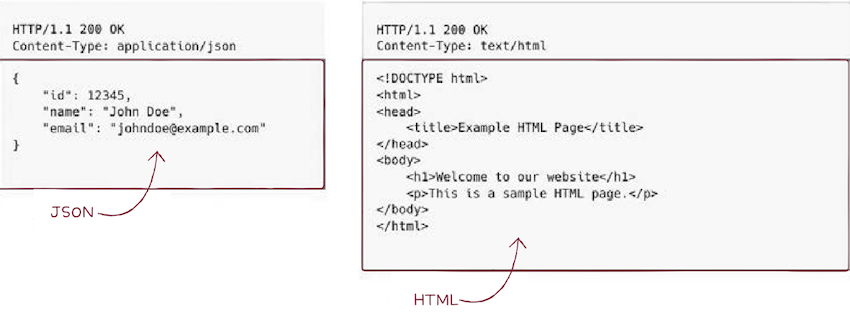 HTTP/1.1 200 OK
Content-Type: application/json
{
    "id": 12345,
    "name": "John Doe",
    "email": "johndoe@example.com"
}
JSON
HTTP/1.1 200 OK
Content-Type: text/html
<!DOCTYPE html>
<html>
<head>
    <title>Example HTML Page</title>
</head>
<body>
    <h1>Welcome to our website</h1>
    <p>This is a sample HTML page.</p>
</body>
</html>
HTML